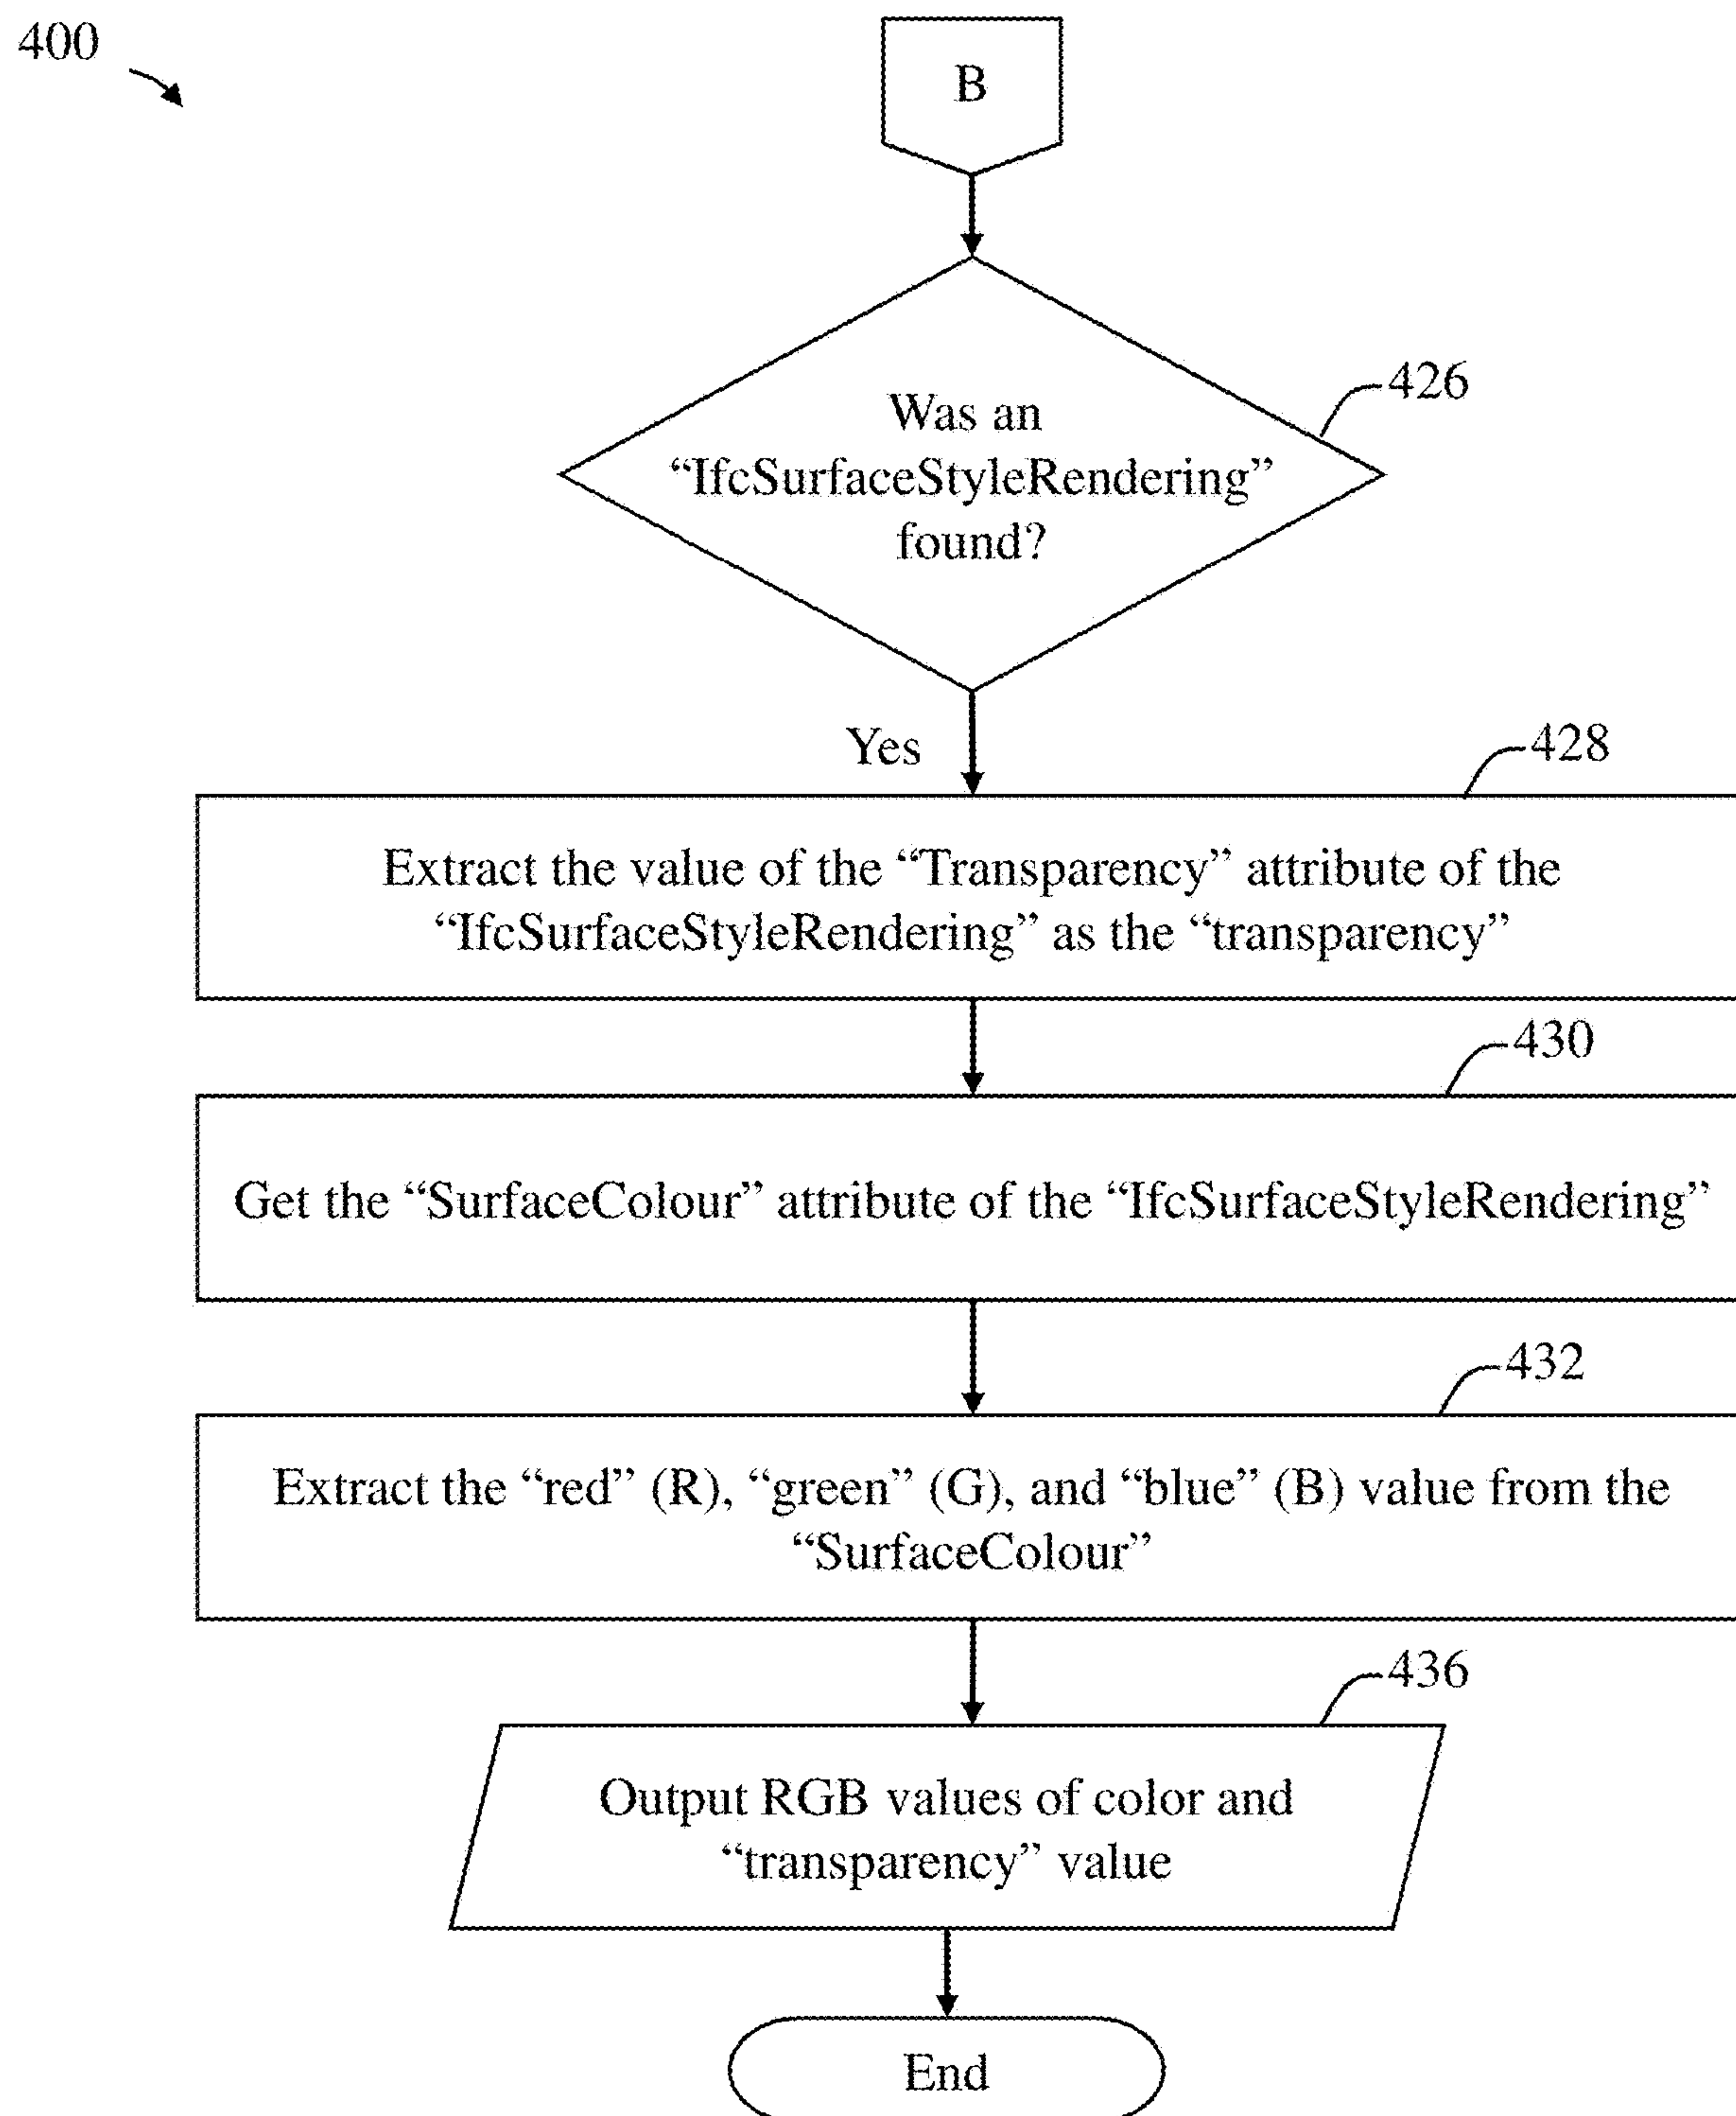 400
B
426
Was an
“IfcSurfaceStyleRendering”
found?
Yes
428
Extract the value of the “Transparency” attribute of the
“IfcSurfaceStyleRendering” as the “transparency”
430
Get the “SurfaceColour” attribute of the “IfcSurfaceStyleRendering”
432
Extract the “red” (R), “green” (G), and “blue” (B) value from the
“SurfaceColour”
436
Output RGB values of color and
“transparency” value
End